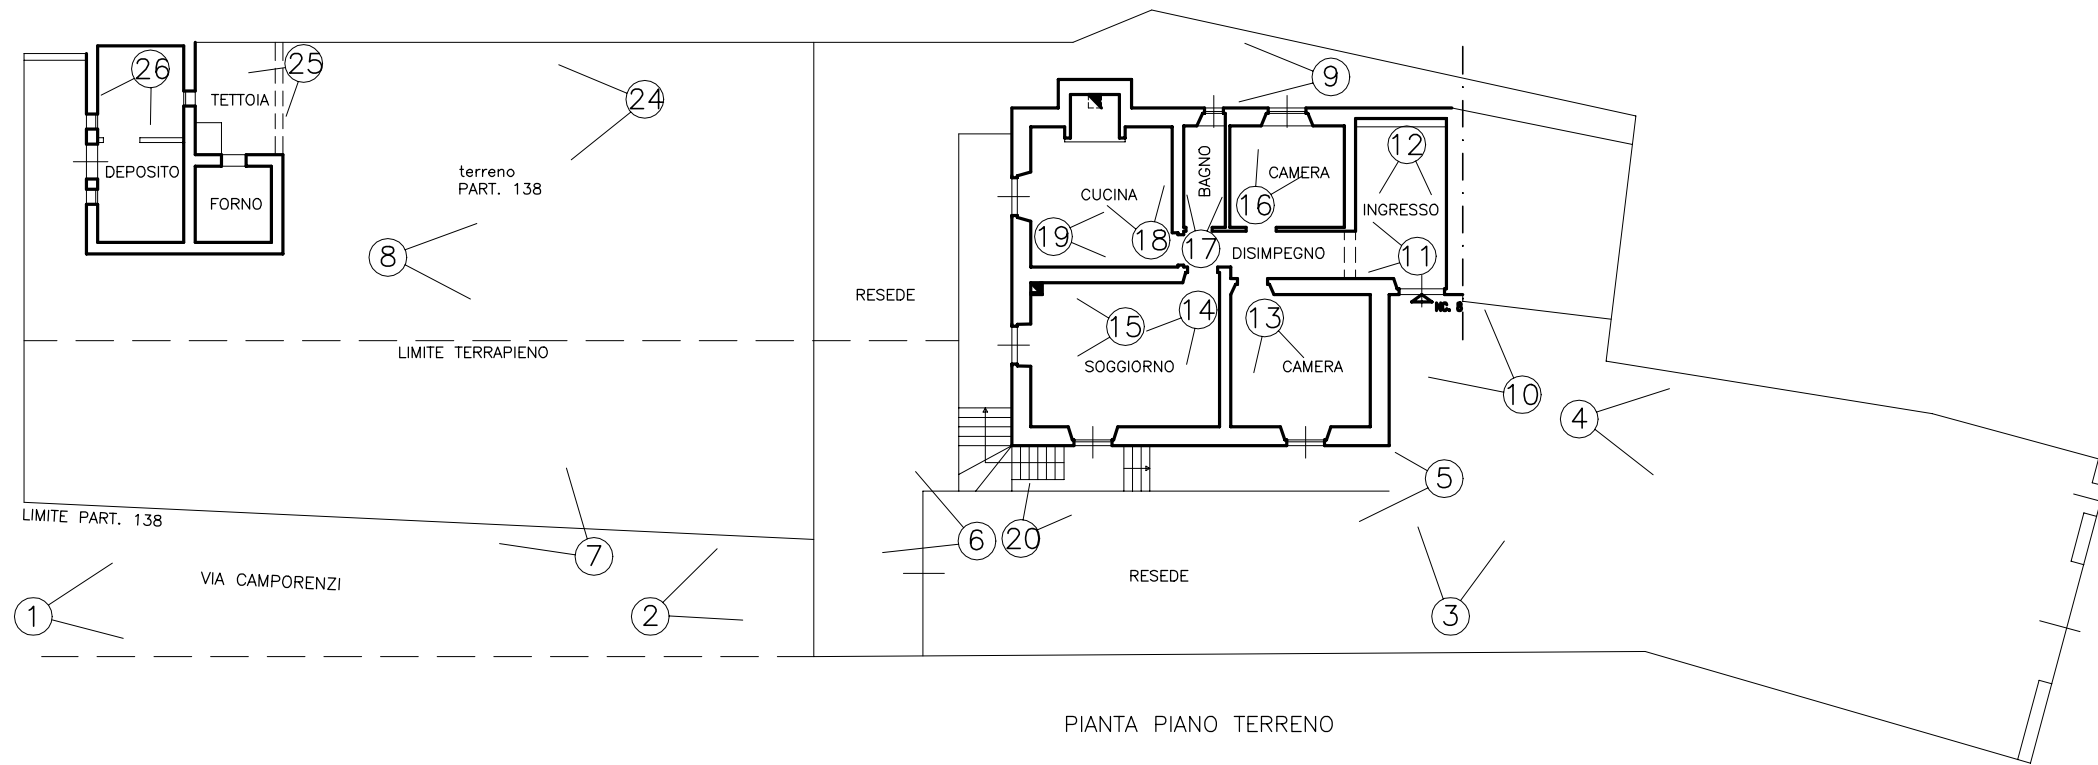 9
26
25
24
TETTOIA
12
DEPOSITO
terreno
PART. 138
FORNO
CUCINA
BAGNO
CAMERA
16
INGRESSO
19
18
17
DISIMPEGNO
11
8
RESEDE
NC. 8
15
14
13
LIMITE TERRAPIENO
SOGGIORNO
CAMERA
10
4
5
LIMITE PART. 138
7
6
20
VIA CAMPORENZI
RESEDE
1
2
3
PIANTA PIANO TERRENO